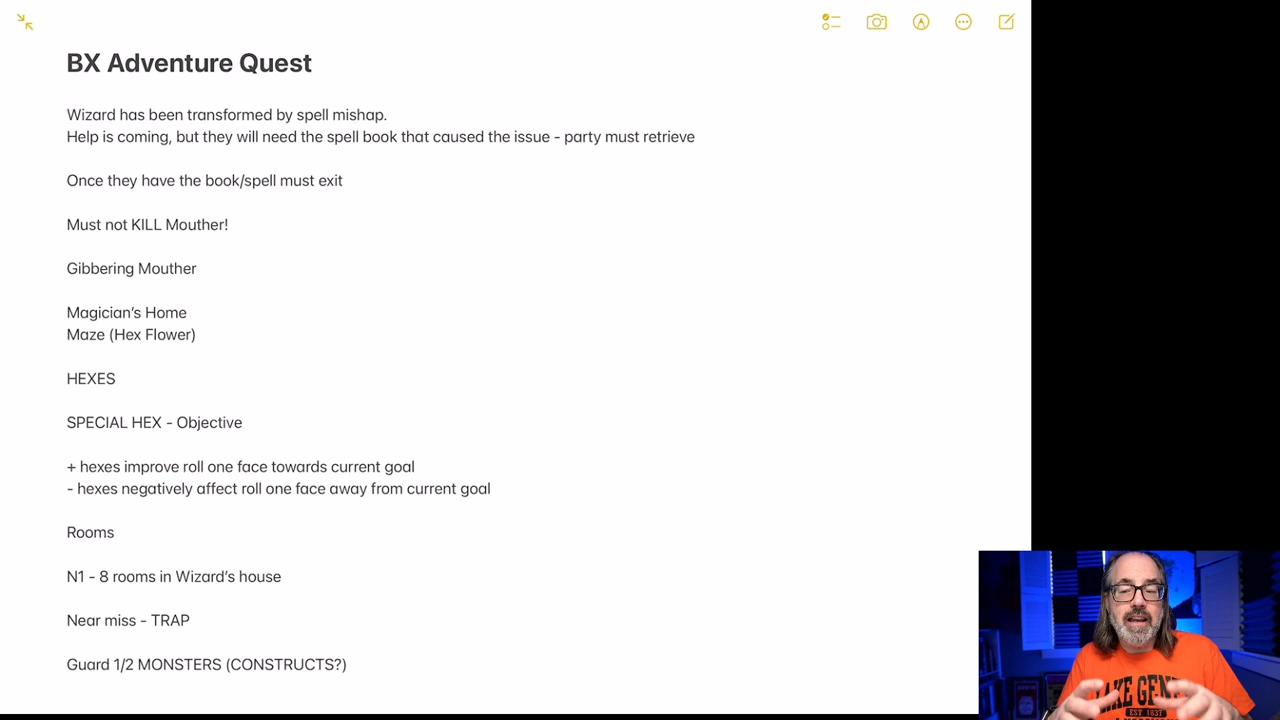 BX Adventure Quest
Wizard has been transformed by spell mishap.
Help is coming, but they will need the spell book that caused the issue - party must retrieve
Once they have the book/spell must exit
Must not KILL Mouther!
Gibbering Mouther
Magician's Home
Maze (Hex Flower)
HEXES
SPECIAL HEX - Objective
+ hexes improve roll one face towards current goal
- hexes negatively affect roll one face away from current goal
Rooms
N1 - 8 rooms in Wizard's house
Near miss - TRAP
Guard 1/2 MONSTERS (CONSTRUCTS?)
EST 1837